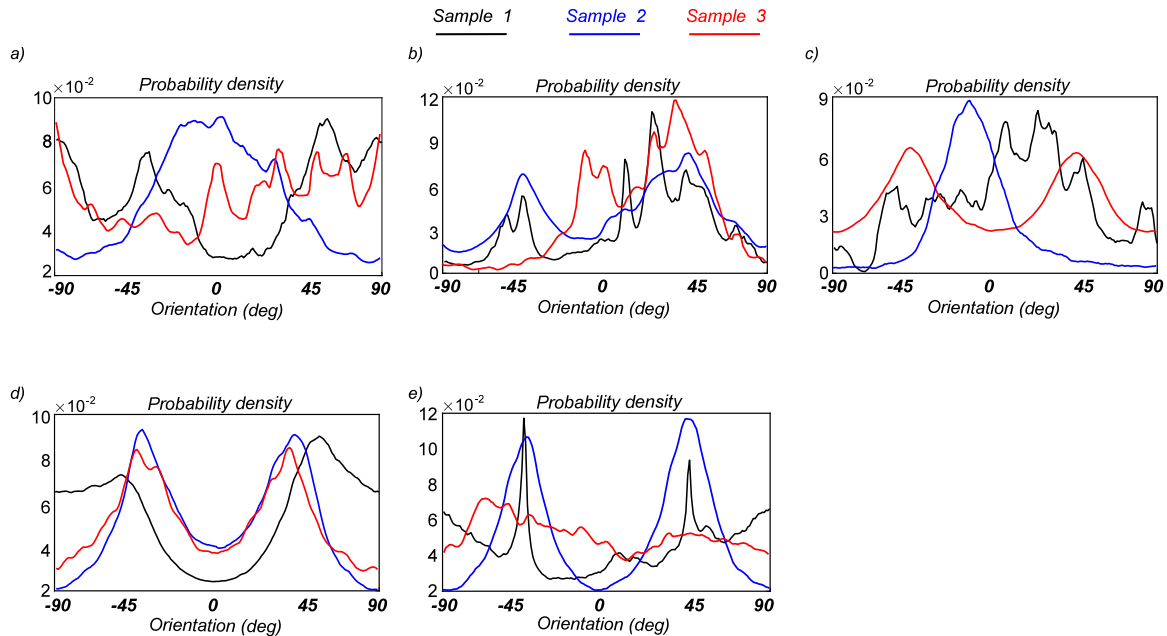 Sample 1 Sample 2 Sample 3
a) b) c)
×10-2 Probability density
10
8
6
4
2
-90 -45 0 45 90
Orientation (deg)
×10-2 Probability density
12
9
6
3
0
-90 -45 0 45 90
Orientation (deg)
×10-2 Probability density
9
6
3
0
-90 -45 0 45 90
Orientation (deg)
d) e)
×10-2 Probability density
10
8
6
4
2
-90 -45 0 45 90
Orientation (deg)
×10-2 Probability density
12
10
8
6
4
2
-90 -45 0 45 90
Orientation (deg)